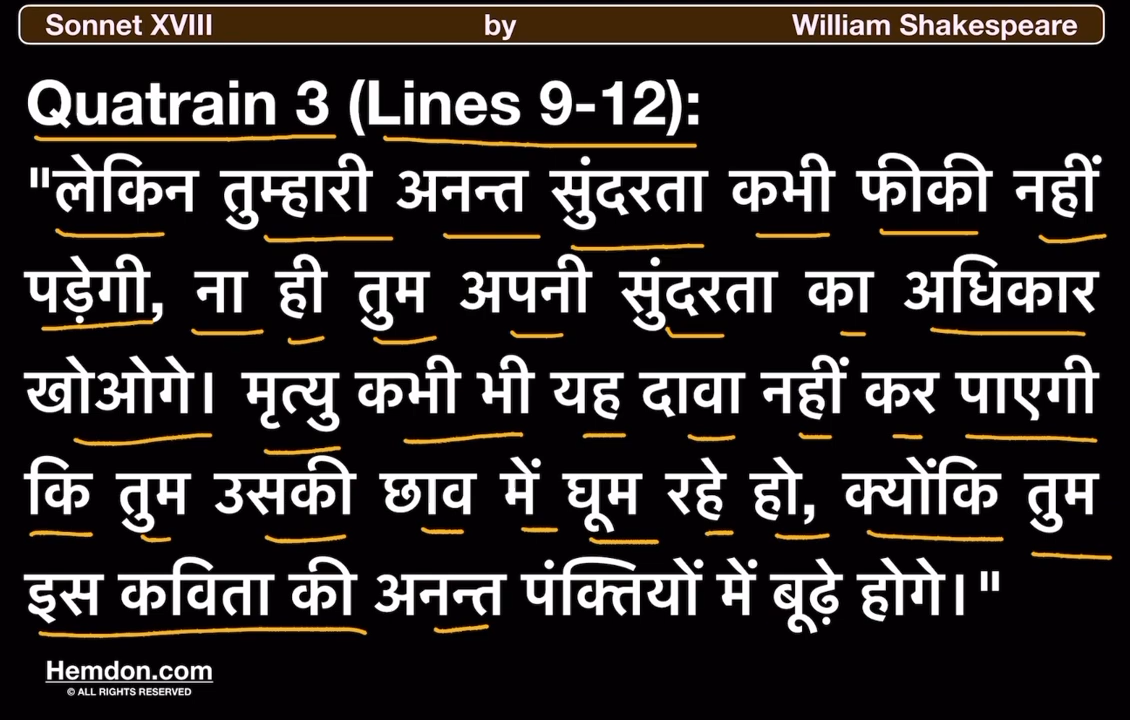 Sonnet XVIII by William Shakespeare
Quatrain 3 (Lines 9-12):
"लेकिन तुम्हारी अनन्त सुंदरता कभी फीकी नहीं
पड़ेगी, ना ही तुम अपनी सुंदरता का अधिकार
खोओगे। मृत्यु कभी भी यह दावा नहीं कर पाएगी
कि तुम उसकी छाव में घूम रहे हो, क्योंकि तुम
इस कविता की अनन्त पंक्तियों में बूढ़े होगे।"
Hemdon.com
© ALL RIGHTS RESERVED